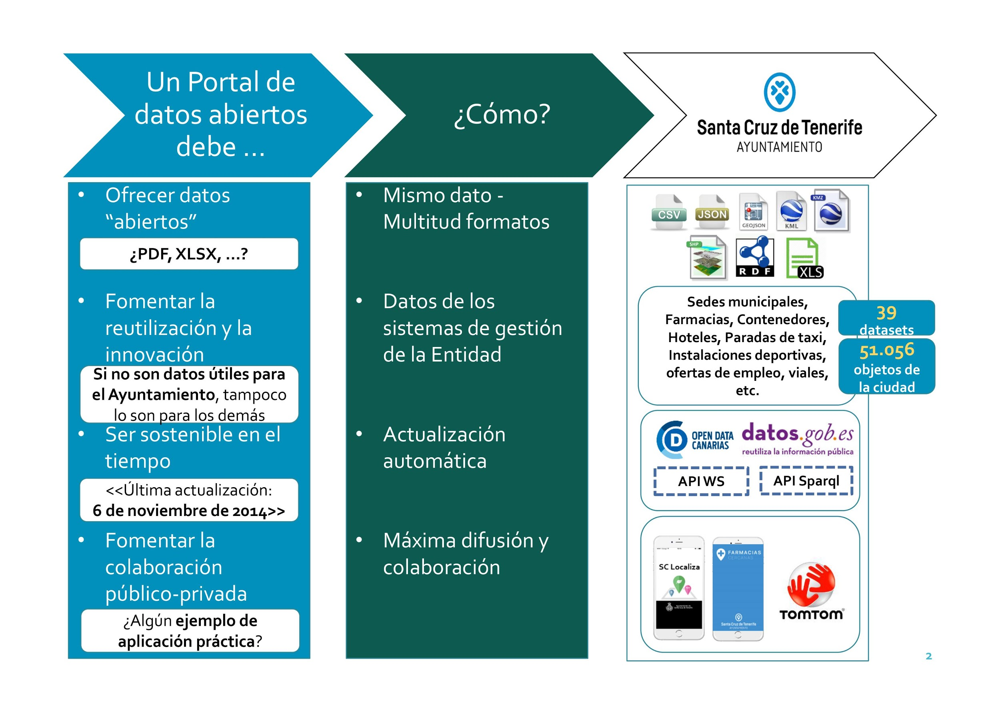 Un Portal de
datos abiertos
debe ...
¿Cómo?
Santa Cruz de Tenerife
AYUNTAMIENTO
• Ofrecer datos
“abiertos”
¿PDF, XLSX, ...?
• Fomentar la
reutilización y la
innovación
Si no son datos útiles para
el Ayuntamiento, tampoco
lo son para los demás
• Ser sostenible en el
tiempo
<<Última actualización:
6 de noviembre de 2014>>
• Fomentar la
colaboración
público-privada
¿Algún ejemplo de
aplicación práctica?
• Mismo dato -
Multitud formatos
• Datos de los
sistemas de gestión
de la Entidad
• Actualización
automática
• Máxima difusión y
colaboración
CSV
JSON
GEOJSON
KML
KMZ
SHP
RDF
XLS
Sedes municipales,
Farmacias, Contenedores,
Hoteles, Paradas de taxi,
Instalaciones deportivas,
ofertas de empleo, viales,
etc.
39
datasets
51.056
objetos de
la ciudad
OPEN DATA
CANARIAS
datos.gob.es
reutiliza la información pública
API WS
API Sparql
SC Localiza
FARMACIAS
CERCANAS
Santa Cruz de Tenerife
AYUNTAMIENTO
TOMTOM®
2